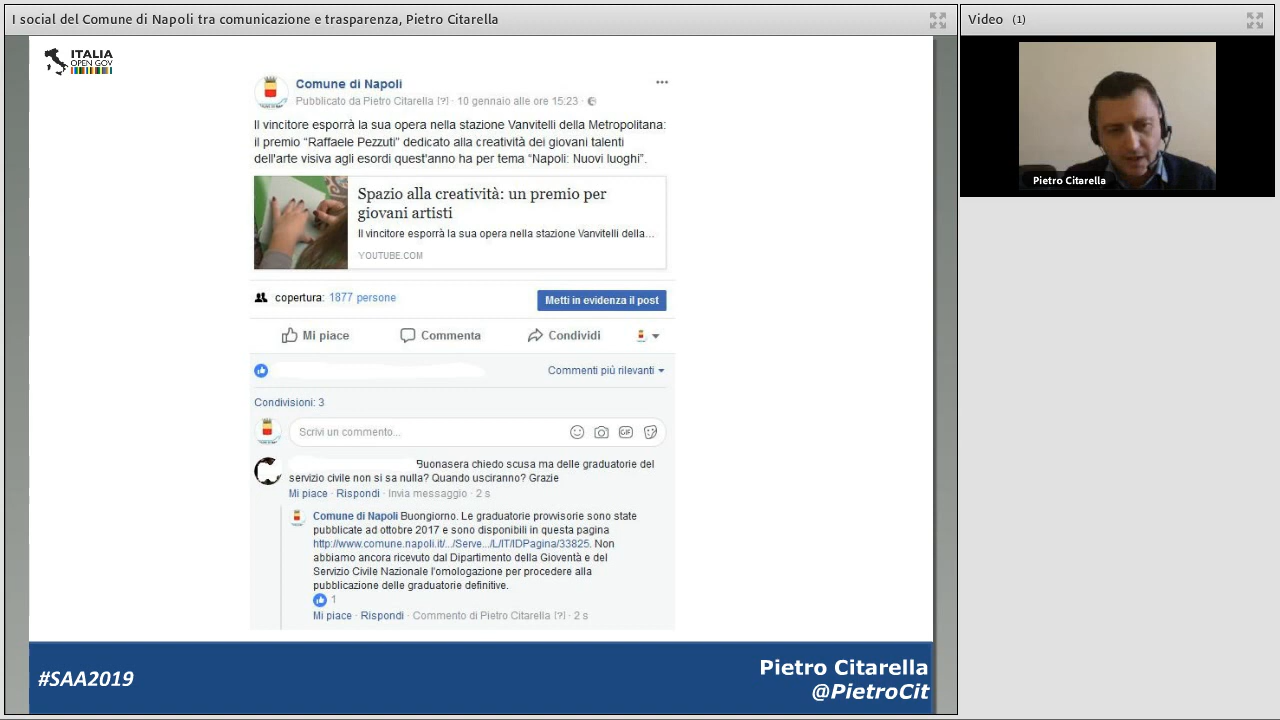 I social del Comune di Napoli tra comunicazione e trasparenza, Pietro Citarella
Video (1)
ITALIA
OPEN GOV
Comune di Napoli
Pubblicato da Pietro Citarella [?] · 10 gennaio alle ore 15:23 ·
Il vincitore esporrà la sua opera nella stazione Vanvitelli della Metropolitana:
il premio “Raffaele Pezzuti” dedicato alla creatività dei giovani talenti
dell'arte visiva agli esordi quest'anno ha per tema “Napoli: Nuovi luoghi”.
Spazio alla creatività: un premio per
giovani artisti
Il vincitore esporrà la sua opera nella stazione Vanvitelli della...
YOUTUBE.COM
copertura: 1877 persone
Metti in evidenza il post
Mi piace Commenta Condividi
Commenti più rilevanti
Condivisioni: 3
Scrivi un commento...
GIF
Buonasera chiedo scusa ma delle graduatorie del
servizio civile non si sa nulla? Quando usciranno? Grazie
Mi piace · Rispondi · Invia messaggio · 2 s
Comune di Napoli Buongiorno. Le graduatorie provvisorie sono state
pubblicate ad ottobre 2017 e sono disponibili in questa pagina
http://www.comune.napoli.it/.../Serve.../L/IT/IDPagina/33825. Non
abbiamo ancora ricevuto dal Dipartimento della Gioventà e del
Servizio Civile Nazionale l'omologazione per procedere alla
pubblicazione delle graduatorie definitive.
1
Mi piace · Rispondi · Commento di Pietro Citarella [?] · 2 s
Pietro Citarella
#SAA2019
Pietro Citarella
@PietroCit